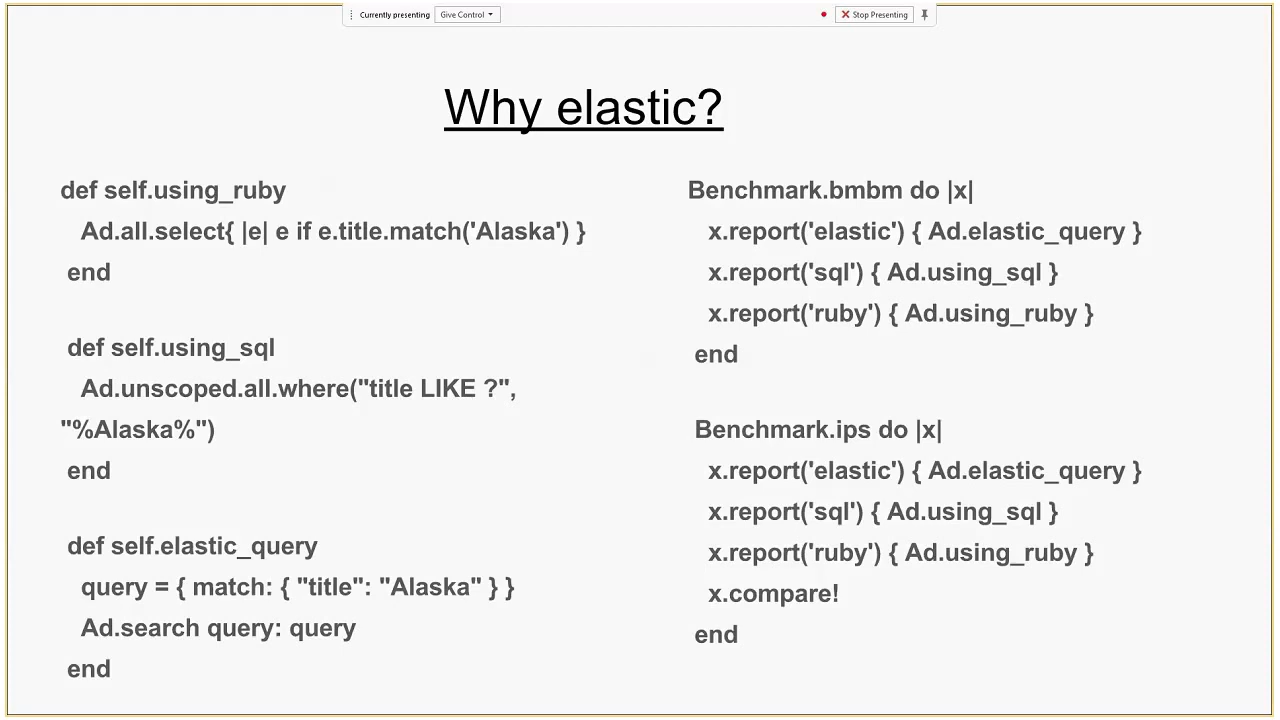 Currently presenting Give Control Stop Presenting
Why elastic?
def self.using_ruby
Ad.all.select{ |e| e if e.title.match('Alaska') }
end
def self.using_sql
Ad.unscoped.all.where("title LIKE ?",
"%Alaska%")
end
def self.elastic_query
query = { match: { "title": "Alaska" } }
Ad.search query: query
end
Benchmark.bmbm do |x|
x.report('elastic') { Ad.elastic_query }
x.report('sql') { Ad.using_sql }
x.report('ruby') { Ad.using_ruby }
end
Benchmark.ips do |x|
x.report('elastic') { Ad.elastic_query }
x.report('sql') { Ad.using_sql }
x.report('ruby') { Ad.using_ruby }
x.compare!
end